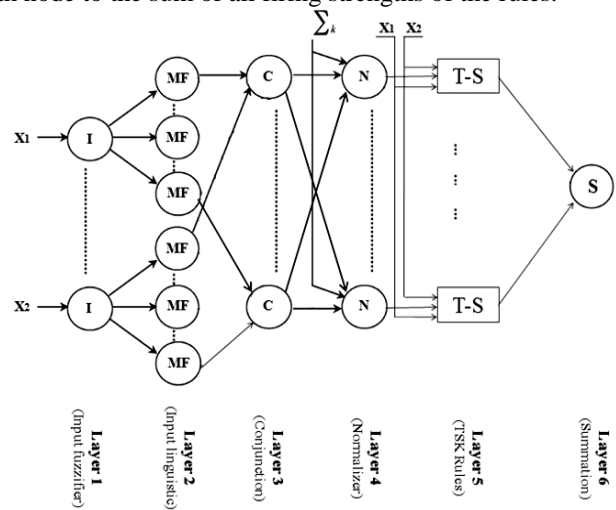 node to the sum of all firing strengths of the rules.
∑k
X1 X2
MF C N T-S
X1 I MF
MF
S
MF
X2 I MF C N T-S
MF
Layer 1
(Input fuzzifier)
Layer 2
(Input linguistic)
Layer 3
(Conjunction)
Layer 4
(Normalizer)
Layer 5
(TSK Rules)
Layer 6
(Summation)